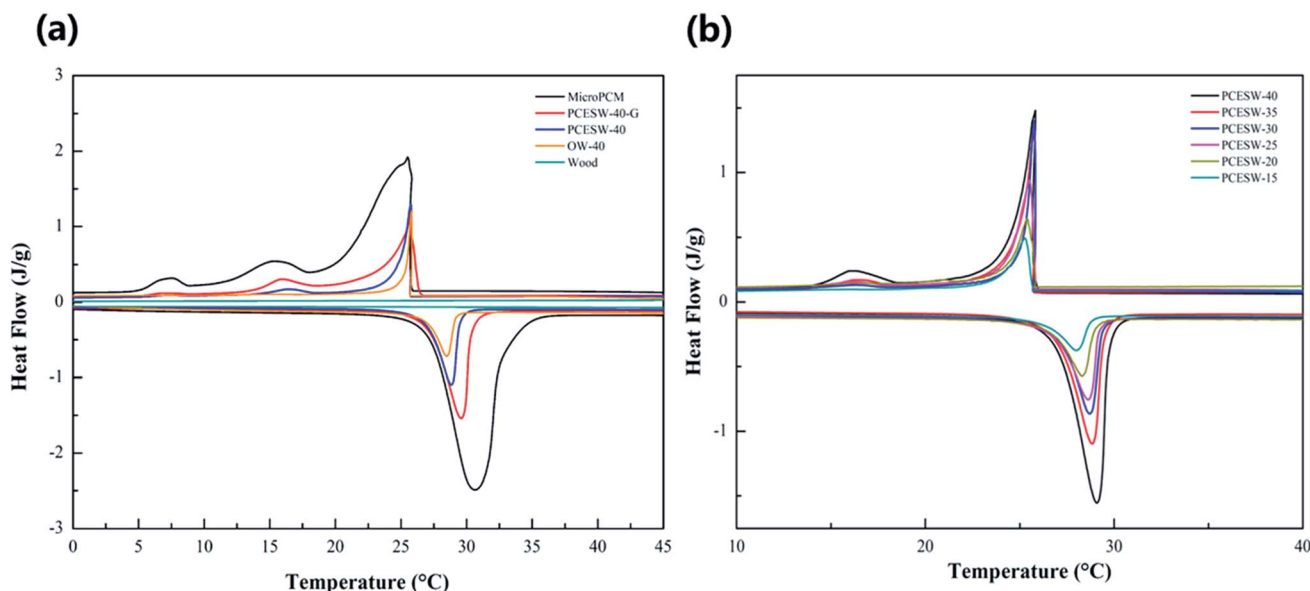 (a)
3
2
1
0
-1
-2
-3
Heat Flow (J/g)
0 5 10 15 20 25 30 35 40 45
Temperature (°C)
MicroPCM
PCESW-40-G
PCESW-40
OW-40
Wood
(b)
1
0
-1
Heat Flow (J/g)
10 20 30 40
Temperature (°C)
PCESW-40
PCESW-35
PCESW-30
PCESW-25
PCESW-20
PCESW-15